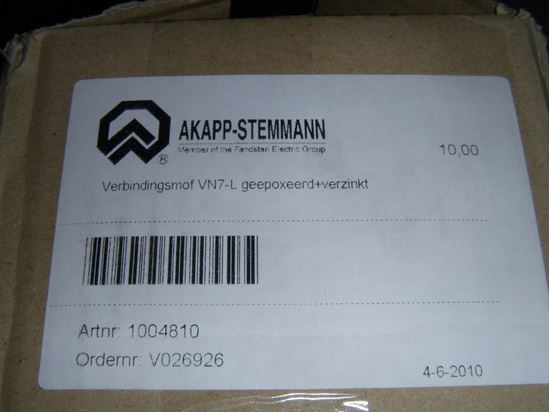 AKAPP-STEMMANN
Member of the Fandstan Electric Group
10,00
®
Verbindingsmof VN7-L geepoxeerd+verzinkt
Artnr: 1004810
Ordernr: V026926
4-6-2010